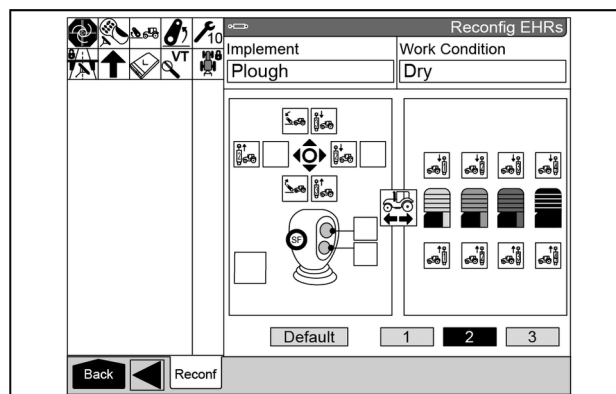 Reconfig EHRs
10
VT
L
Implement
Work Condition
Plough
Dry
SF
Default
1
2
3
Back
Reconf